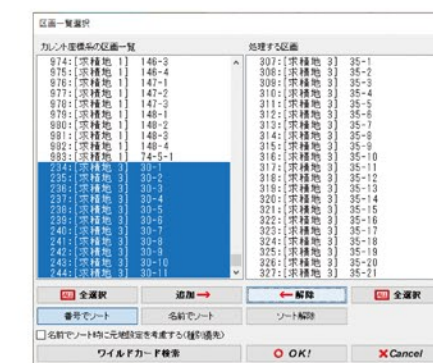 区画一覧選択
カレント座標系の区画一覧
974:[求積地 1] 146-3
975:[求積地 1] 146-4
976:[求積地 1] 147-1
977:[求積地 1] 147-2
978:[求積地 1] 147-3
979:[求積地 1] 148-1
980:[求積地 1] 148-2
981:[求積地 1] 148-3
982:[求積地 1] 148-4
983:[求積地 1] 74-5-1
234:[求積地 3] 30-1
235:[求積地 3] 30-2
236:[求積地 3] 30-3
237:[求積地 3] 30-4
238:[求積地 3] 30-5
239:[求積地 3] 30-6
240:[求積地 3] 30-7
241:[求積地 3] 30-8
242:[求積地 3] 30-9
243:[求積地 3] 30-10
244:[求積地 3] 30-11
処理する区画
307:[求積地 3] 35-1
308:[求積地 3] 35-2
309:[求積地 3] 35-3
310:[求積地 3] 35-4
311:[求積地 3] 35-5
312:[求積地 3] 35-6
313:[求積地 3] 35-7
314:[求積地 3] 35-8
315:[求積地 3] 35-9
316:[求積地 3] 35-10
317:[求積地 3] 35-11
318:[求積地 3] 35-12
319:[求積地 3] 35-13
320:[求積地 3] 35-14
321:[求積地 3] 35-15
322:[求積地 3] 35-16
323:[求積地 3] 35-17
324:[求積地 3] 35-18
325:[求積地 3] 35-19
326:[求積地 3] 35-20
327:[求積地 3] 35-21
ALL 全選択 追加→ ←解除 ALL 全選択
番号でソート 名前でソート ソート解除
名前でソート時に元地設定を考慮する(種別優先)
ワイルドカード検索 OK! Cancel